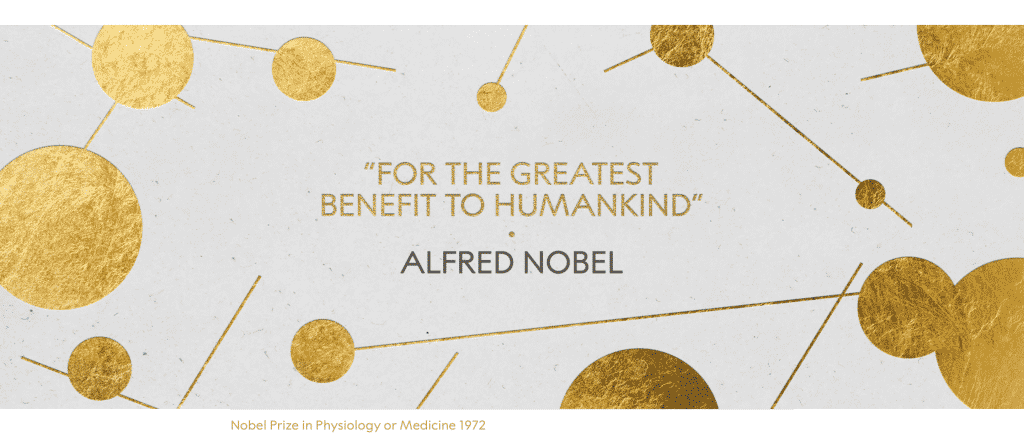 “FOR THE GREATEST
BENEFIT TO HUMANKIND”
ALFRED NOBEL
Nobel Prize in Physiology or Medicine 1972